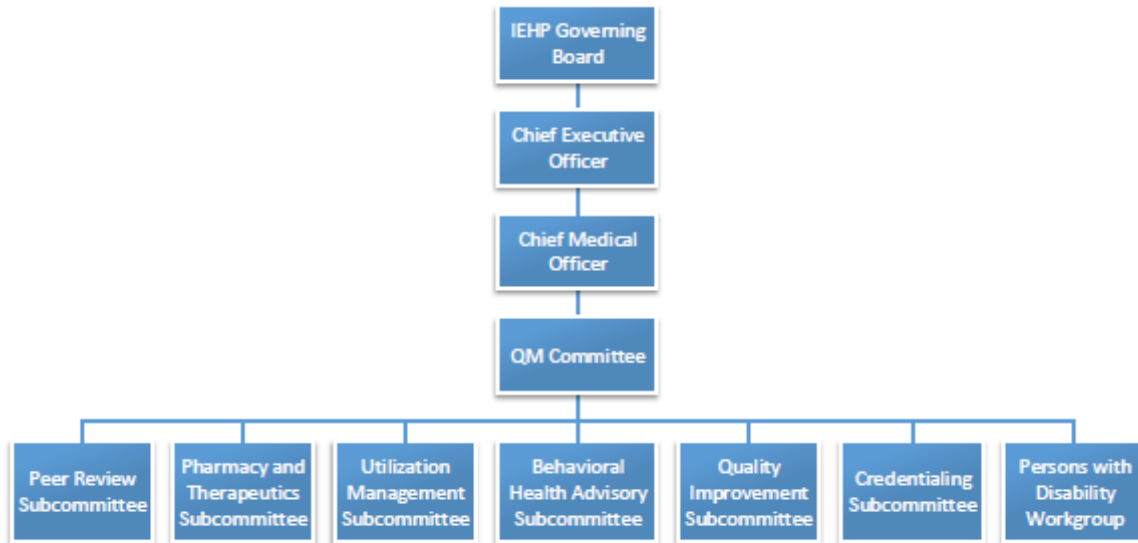 IEHP Governing
Board
Chief Executive
Officer
Chief Medical
Officer
QM Committee
Peer Review
Subcommittee
Pharmacy and
Therapeutics
Subcommittee
Utilization
Management
Subcommittee
Behavioral
Health Advisory
Subcommittee
Quality
Improvement
Subcommittee
Credentialing
Subcommittee
Persons with
Disability
Workgroup